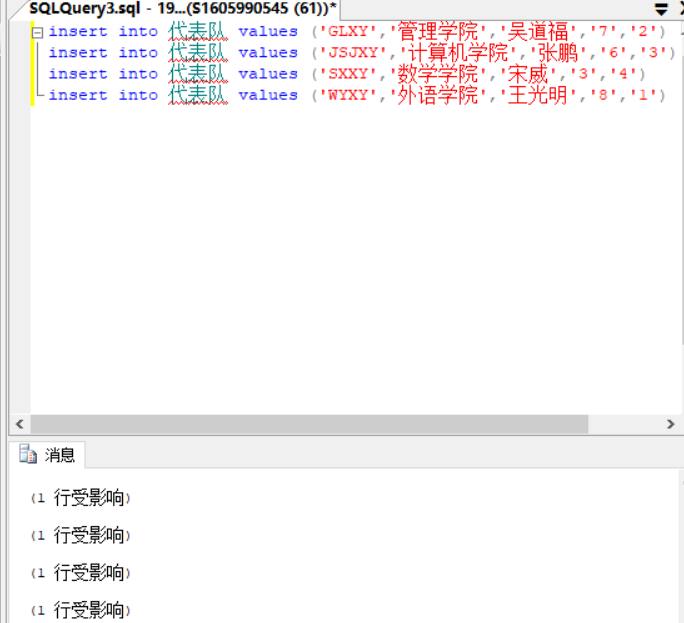 SQLQuery3.sql - 19...(S1605990545 (61))*
insert into 代表队 values ('GLXY','管理学院','吴道福','7','2')
insert into 代表队 values ('JSJXY','计算机学院','张鹏','6','3')
insert into 代表队 values ('SXXY','数学学院','宋威','3','4')
insert into 代表队 values ('WYXY','外语学院','王光明','8','1')
消息
(1 行受影响)
(1 行受影响)
(1 行受影响)
(1 行受影响)